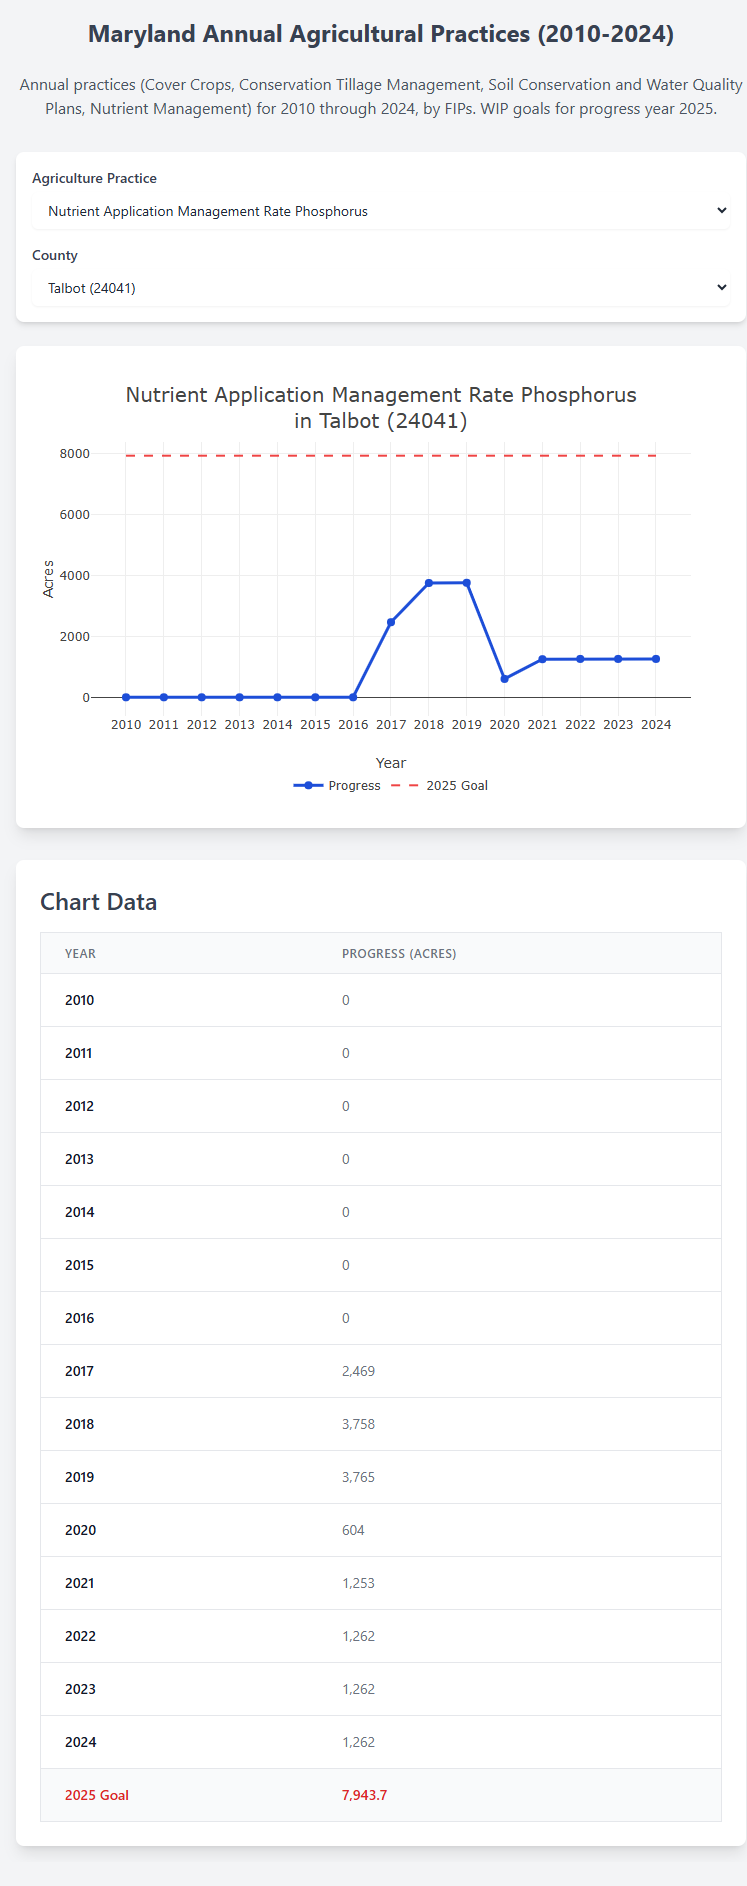 Maryland Annual Agricultural Practices (2010-2024)
Annual practices (Cover Crops, Conservation Tillage Management, Soil Conservation and Water Quality
Plans, Nutrient Management) for 2010 through 2024, by FIPs. WIP goals for progress year 2025.
Agriculture Practice
Nutrient Application Management Rate Phosphorus
County
Talbot (24041)
Nutrient Application Management Rate Phosphorus
in Talbot (24041)
8000
6000
4000
2000
0
Acres
2010 2011 2012 2013 2014 2015 2016 2017 2018 2019 2020 2021 2022 2023 2024
Year
Progress 2025 Goal
Chart Data
YEAR PROGRESS (ACRES)
2010 0
2011 0
2012 0
2013 0
2014 0
2015 0
2016 0
2017 2,469
2018 3,758
2019 3,765
2020 604
2021 1,253
2022 1,262
2023 1,262
2024 1,262
2025 Goal 7,943.7